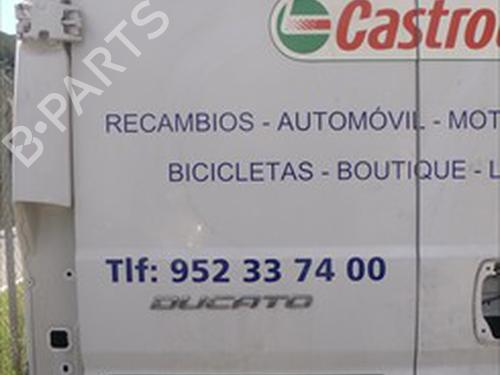 Castrol
RECAMBIOS - AUTOMÓVIL - MOT
BICICLETAS - BOUTIQUE - L
Tlf: 952 33 74 00
DUCATO
B-PARTS